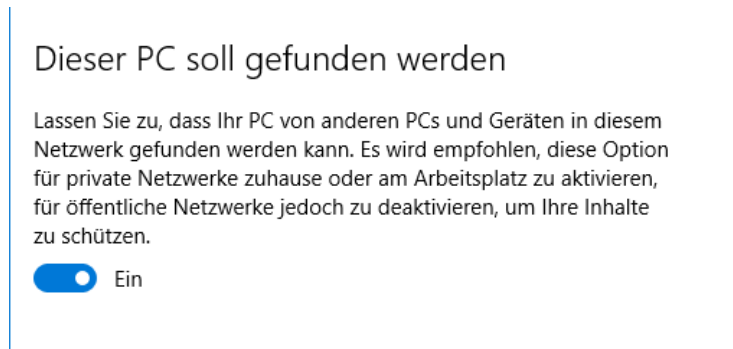 Dieser PC soll gefunden werden
Lassen Sie zu, dass Ihr PC von anderen PCs und Geräten in diesem
Netzwerk gefunden werden kann. Es wird empfohlen, diese Option
für private Netzwerke zuhause oder am Arbeitsplatz zu aktivieren,
für öffentliche Netzwerke jedoch zu deaktivieren, um Ihre Inhalte
zu schützen.
Ein